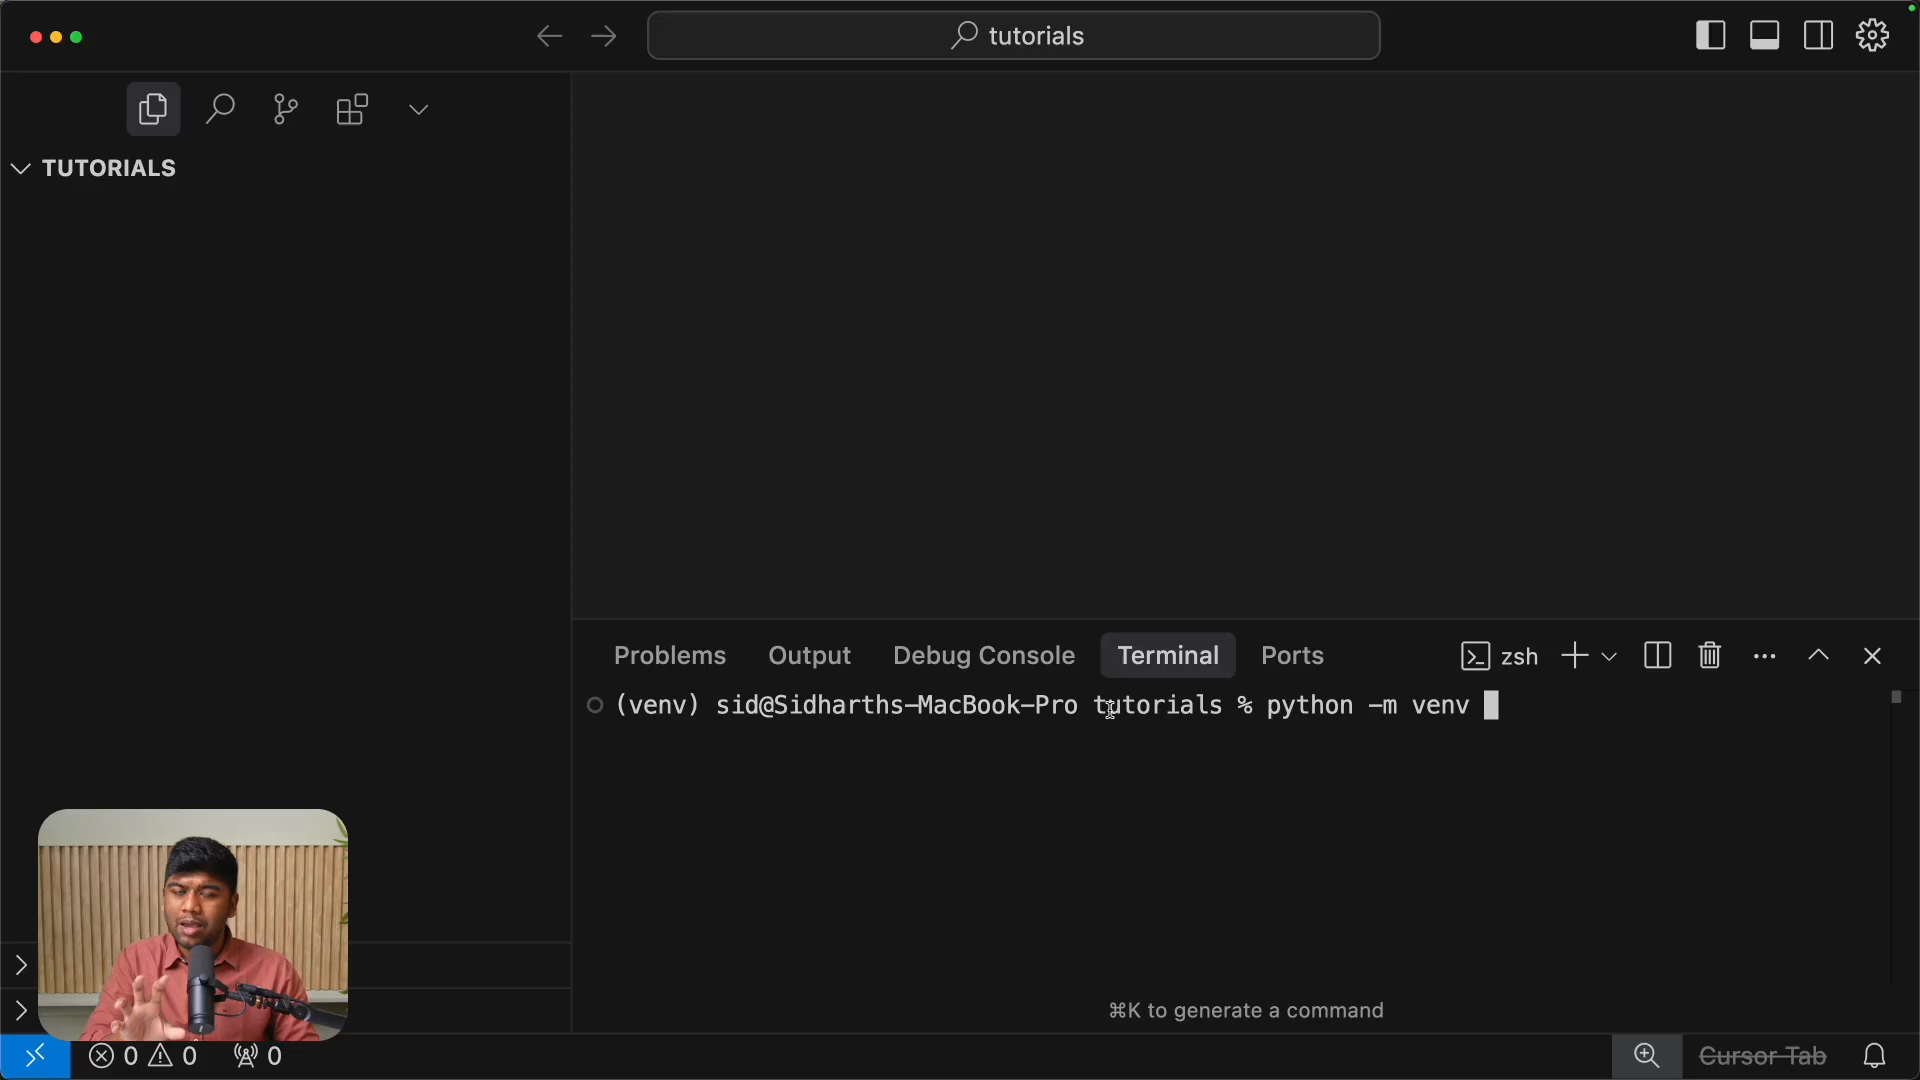 tutorials
TUTORIALS
Problems Output Debug Console Terminal Ports zsh
(venv) sid@Sidharths-MacBook-Pro tutorials % python -m venv
⌘K to generate a command
0 0 0 Cursor Tab